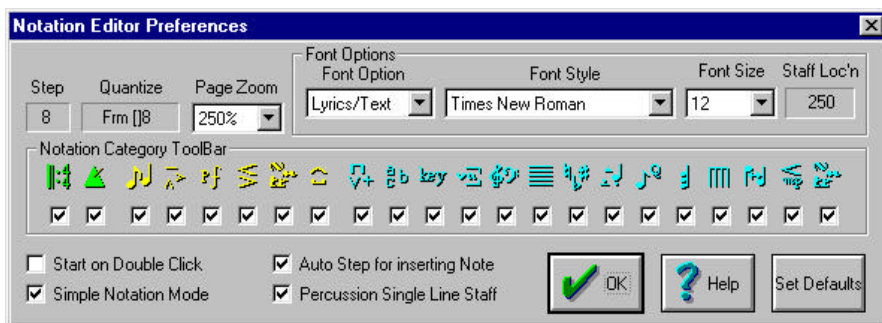 Notation Editor Preferences
Font Options
Step Quantize Page Zoom Font Option Font Style Font Size Staff Loc'n
8 Frm []8 250% Lyrics/Text Times New Roman 12 250
Notation Category ToolBar
key
Start on Double Click Auto Step for inserting Note OK Help Set Defaults
Simple Notation Mode Percussion Single Line Staff